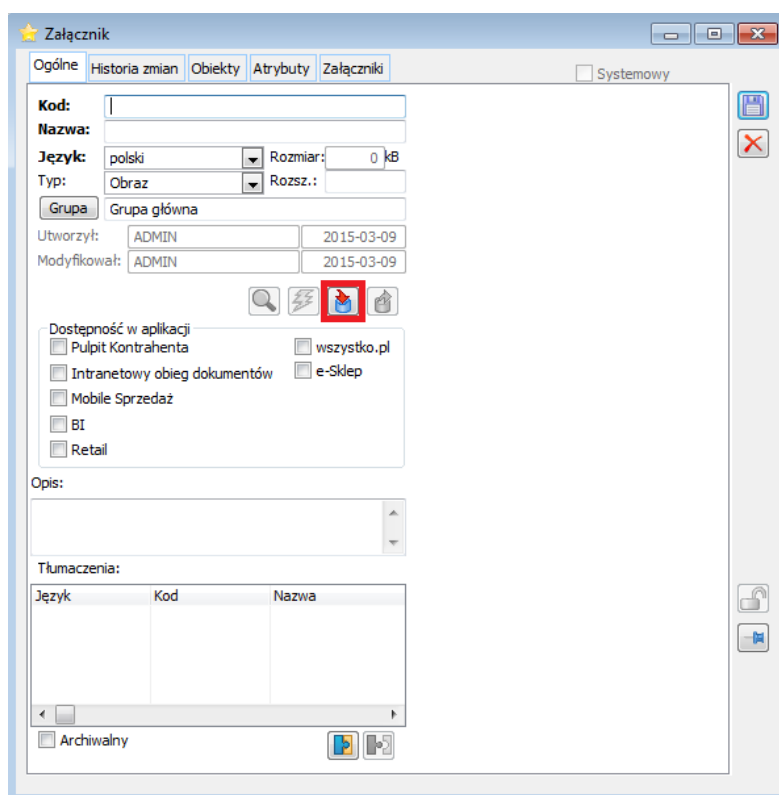 Załącznik
Ogólne Historia zmian Obiekty Atrybuty Załączniki
Systemowy
Kod:
Nazwa:
Język: polski Rozmiar: 0 kB
Typ: Obraz Rozsz.:
Grupa Grupa główna
Utworzył: ADMIN 2015-03-09
Modyfikował: ADMIN 2015-03-09
Dostępność w aplikacji
Pulpit Kontrahenta wszystko.pl
Intranetowy obieg dokumentów e-Sklep
Mobile Sprzedaż
BI
Retail
Opis:
Tłumaczenia:
Język Kod Nazwa
Archiwalny